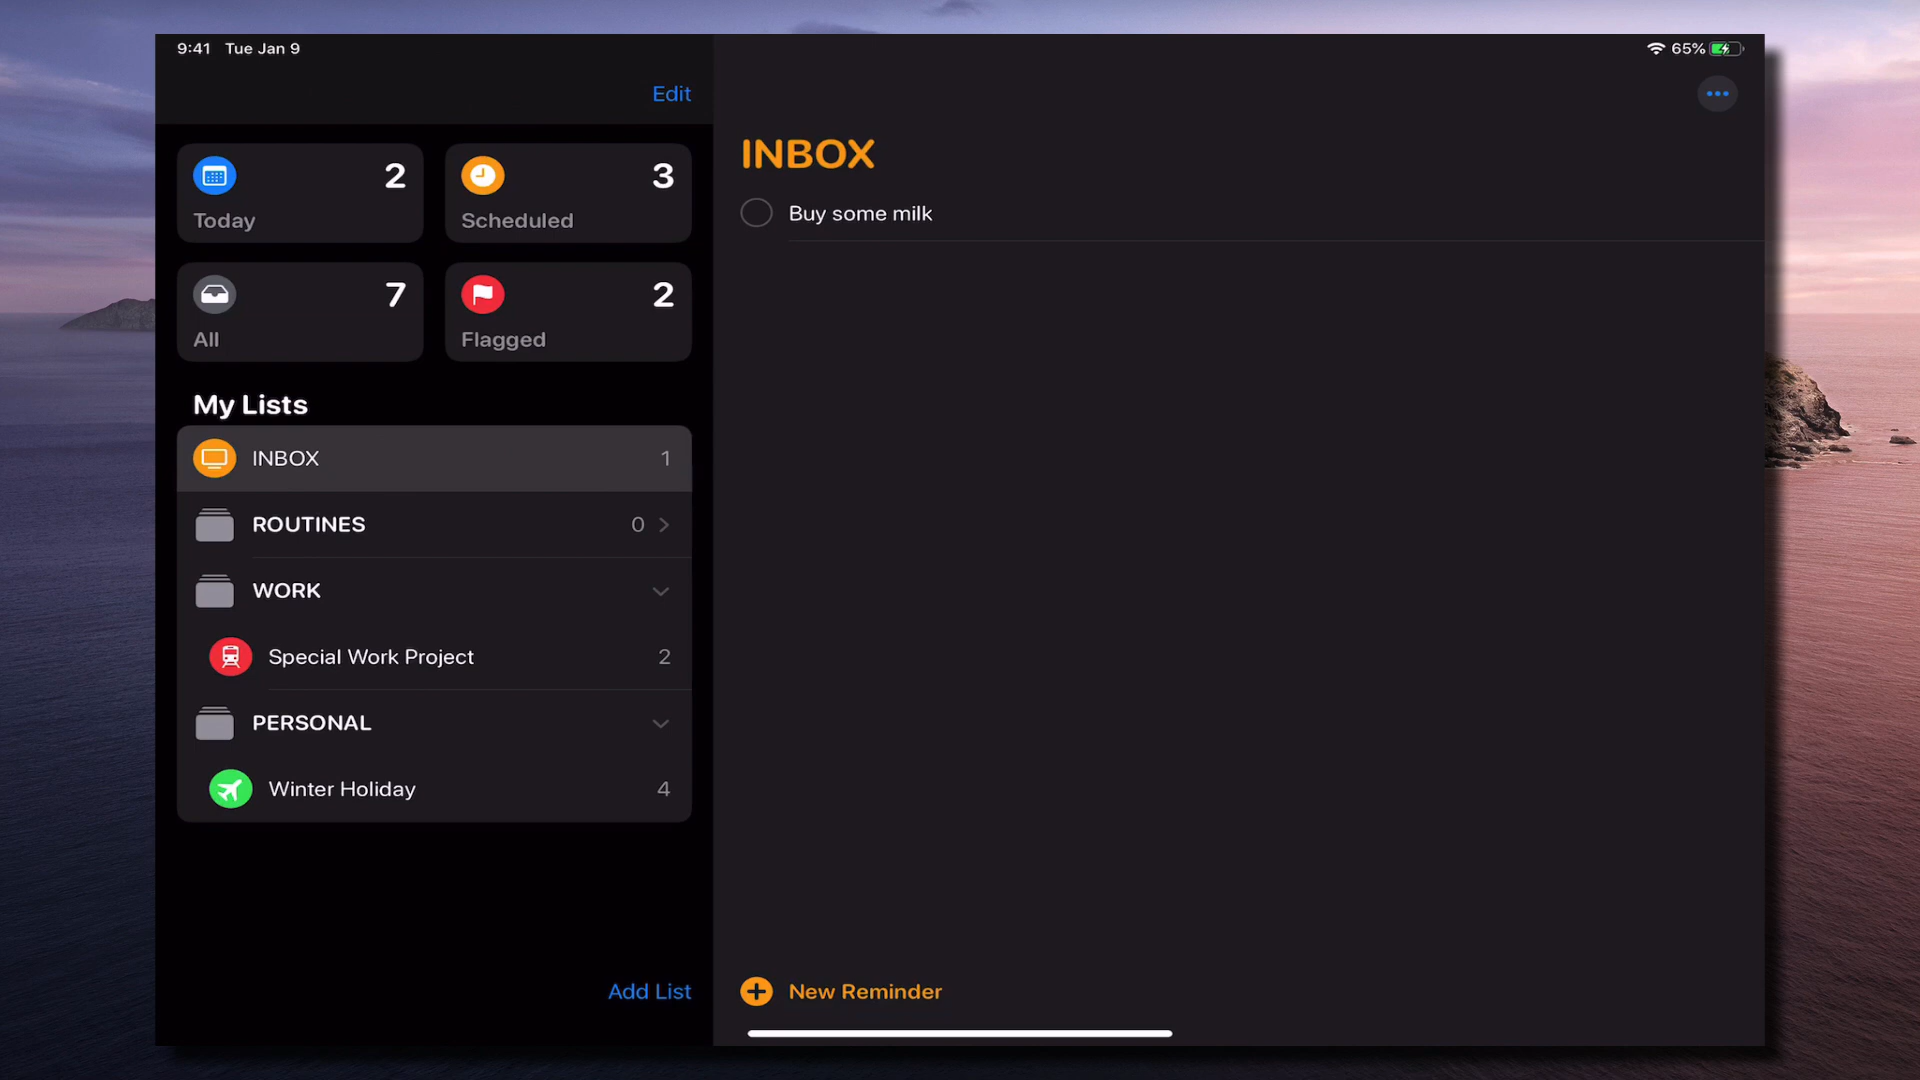 9:41 Tue Jan 9
65%
Edit
2
Today
3
Scheduled
7
All
2
Flagged
My Lists
INBOX 1
ROUTINES 0
WORK
Special Work Project 2
PERSONAL
Winter Holiday 4
Add List
INBOX
Buy some milk
New Reminder